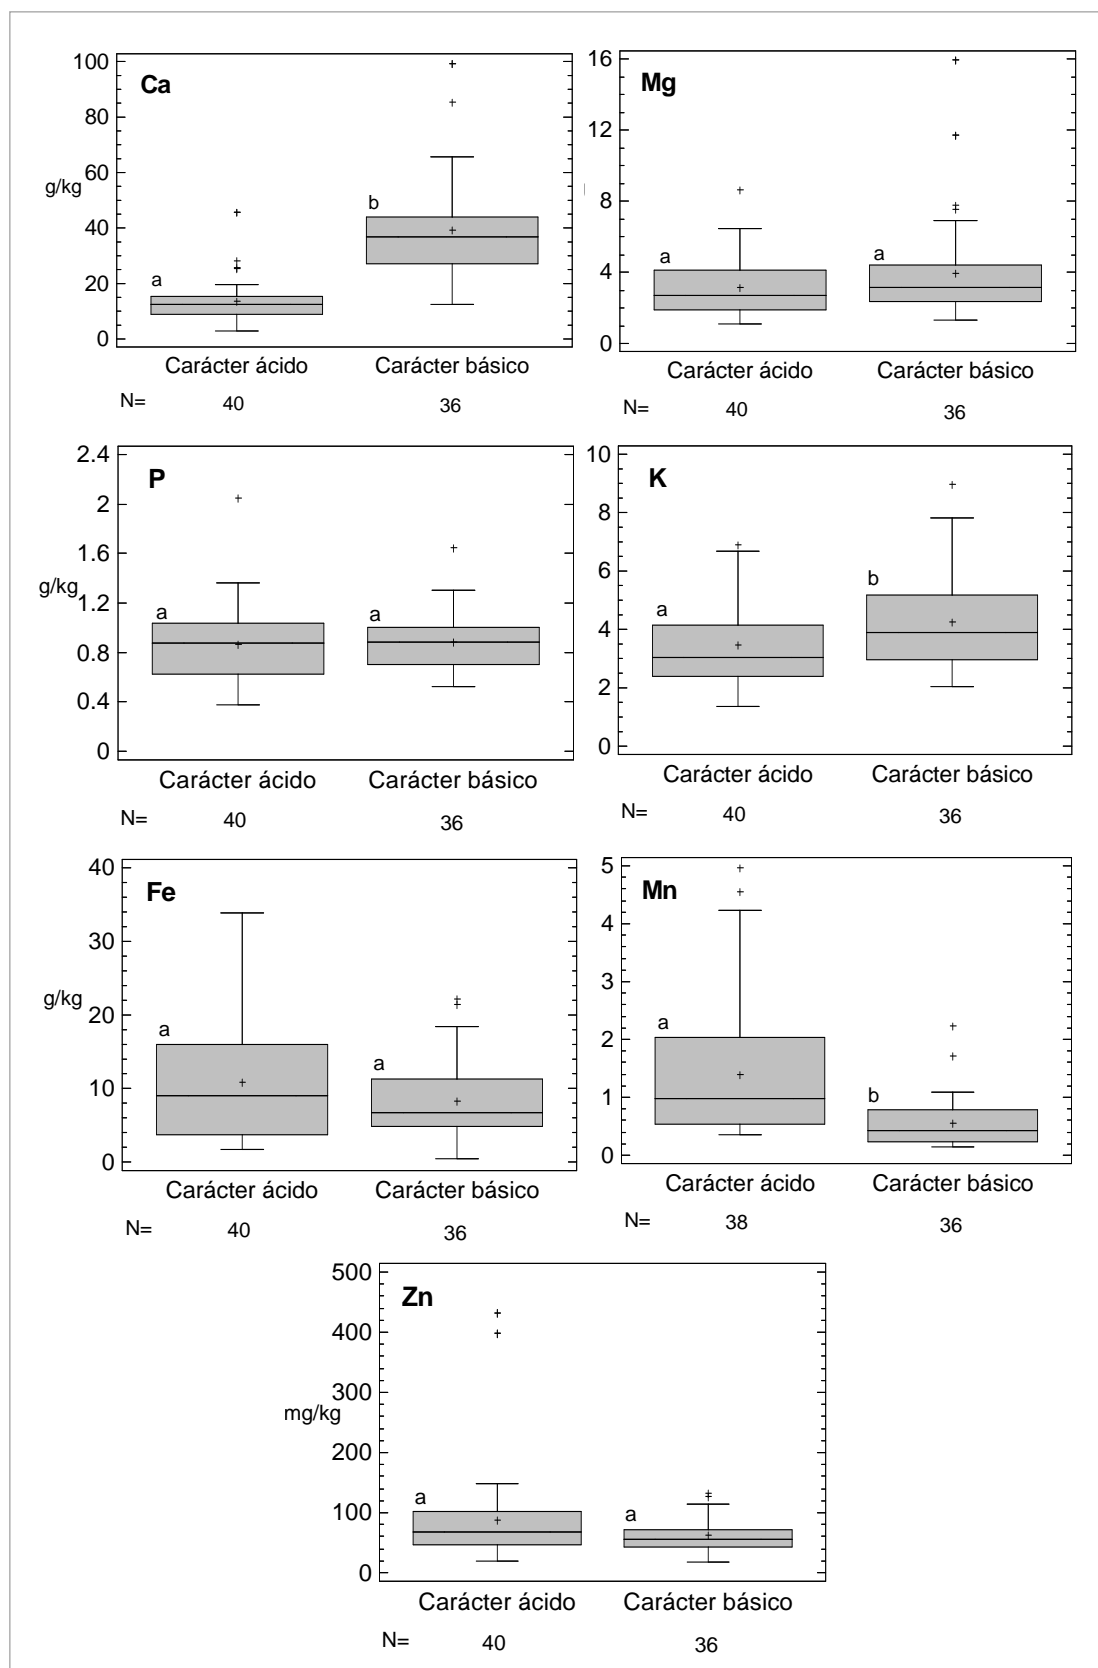 Ca
100
80
60
40
20
0
g/kg
a
b
Carácter ácido
Carácter básico
N=
40
36
Mg
16
12
8
4
0
a
a
Carácter ácido
Carácter básico
N=
40
36
P
2.4
2
1.6
1.2
0.8
0.4
0
g/kg
a
a
Carácter ácido
Carácter básico
N=
40
36
K
10
8
6
4
2
0
a
b
Carácter ácido
Carácter básico
N=
40
36
Fe
40
30
20
10
0
g/kg
a
a
Carácter ácido
Carácter básico
N=
40
36
Mn
5
4
3
2
1
0
a
b
Carácter ácido
Carácter básico
N=
38
36
Zn
500
400
300
200
100
0
mg/kg
a
a
Carácter ácido
Carácter básico
N=
40
36